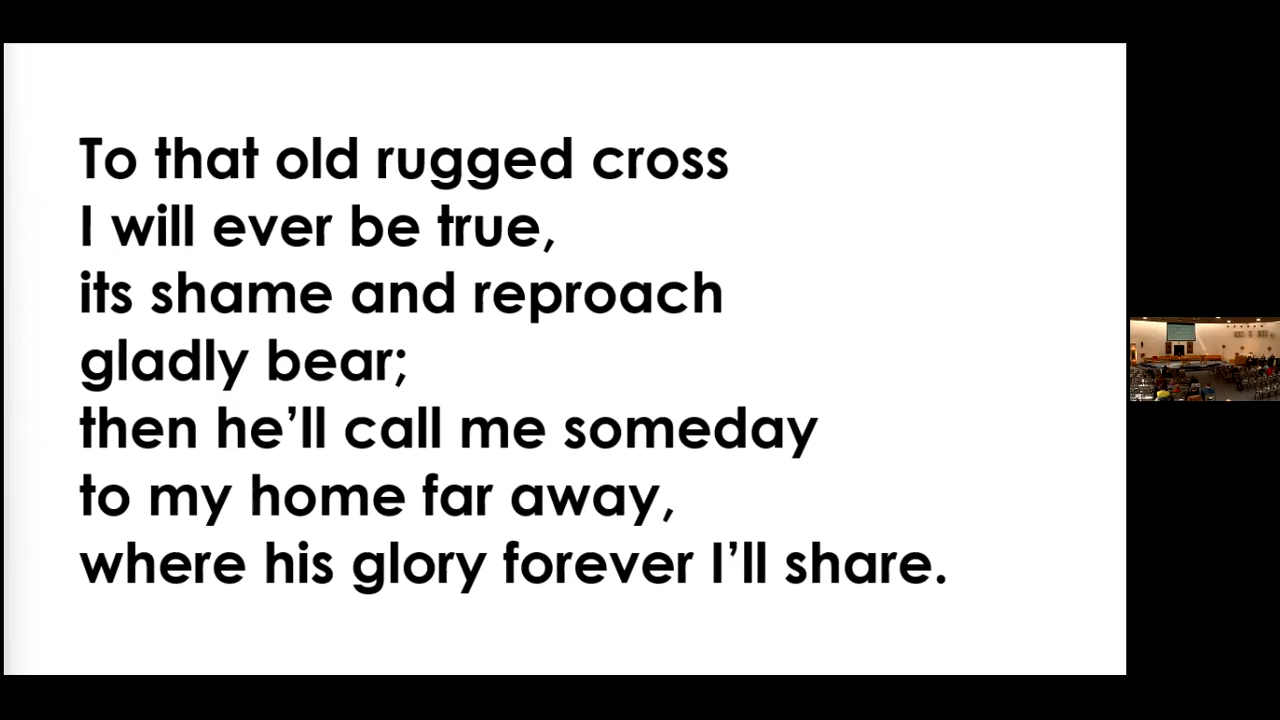 To that old rugged cross
I will ever be true,
its shame and reproach
gladly bear;
then he’ll call me someday
to my home far away,
where his glory forever I’ll share.